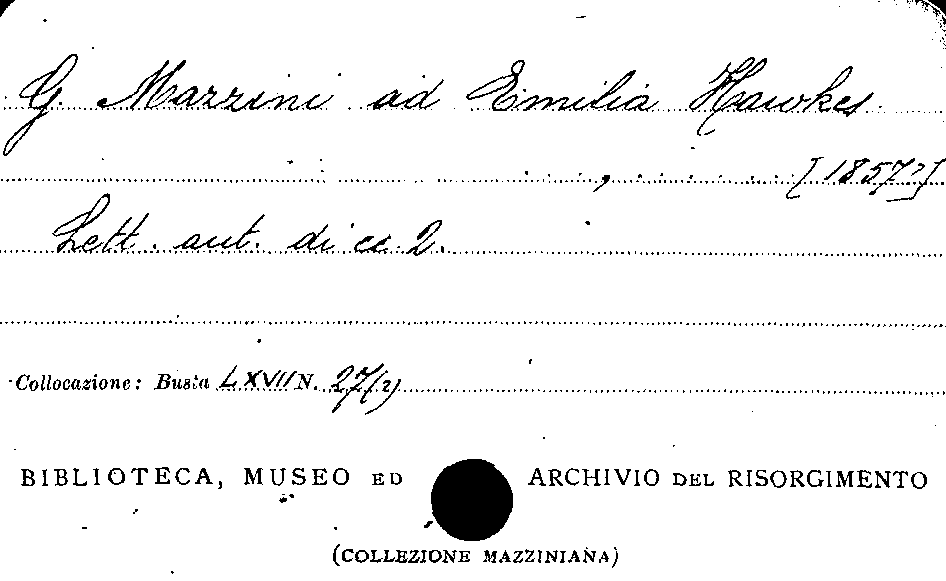 G. Mazzini ad Emilia Hawkes.
, [1857?]
Lett. aut. di cc. 2.
Collocazione: Busta LXVII N. 27(2)
BIBLIOTECA, MUSEO ED ARCHIVIO DEL RISORGIMENTO
(COLLEZIONE MAZZINIANA)